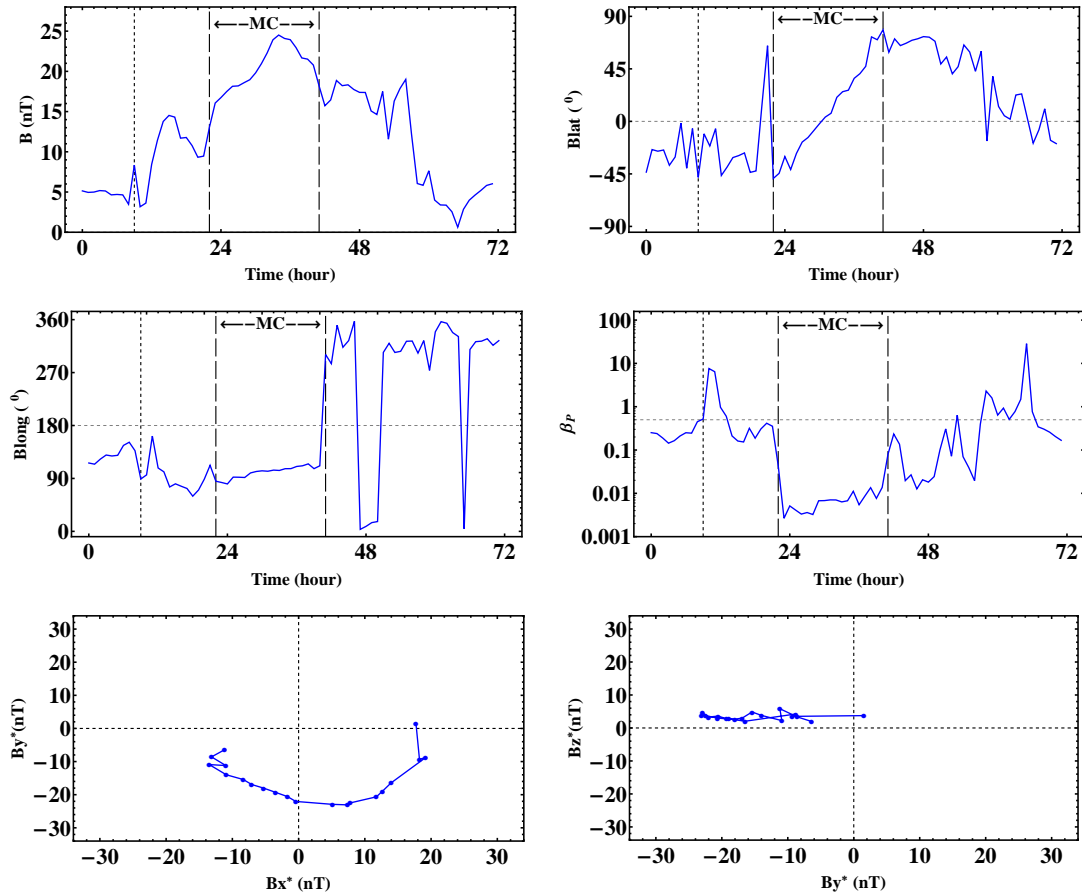 25
20
15
10
5
0
B (nT)
←—MC—→
0
24
48
72
Time (hour)
90
45
0
−45
−90
Blat ( ⁰)
←—MC—→
0
24
48
72
Time (hour)
360
270
180
90
0
Blong ( ⁰)
←—MC—→
0
24
48
72
Time (hour)
100
10
1
0.1
0.01
0.001
βP
←—MC—→
0
24
48
72
Time (hour)
30
20
10
0
−10
−20
−30
By*(nT)
−30 −20 −10 0 10 20 30
Bx* (nT)
30
20
10
0
−10
−20
−30
Bz*(nT)
−30 −20 −10 0 10 20 30
By* (nT)